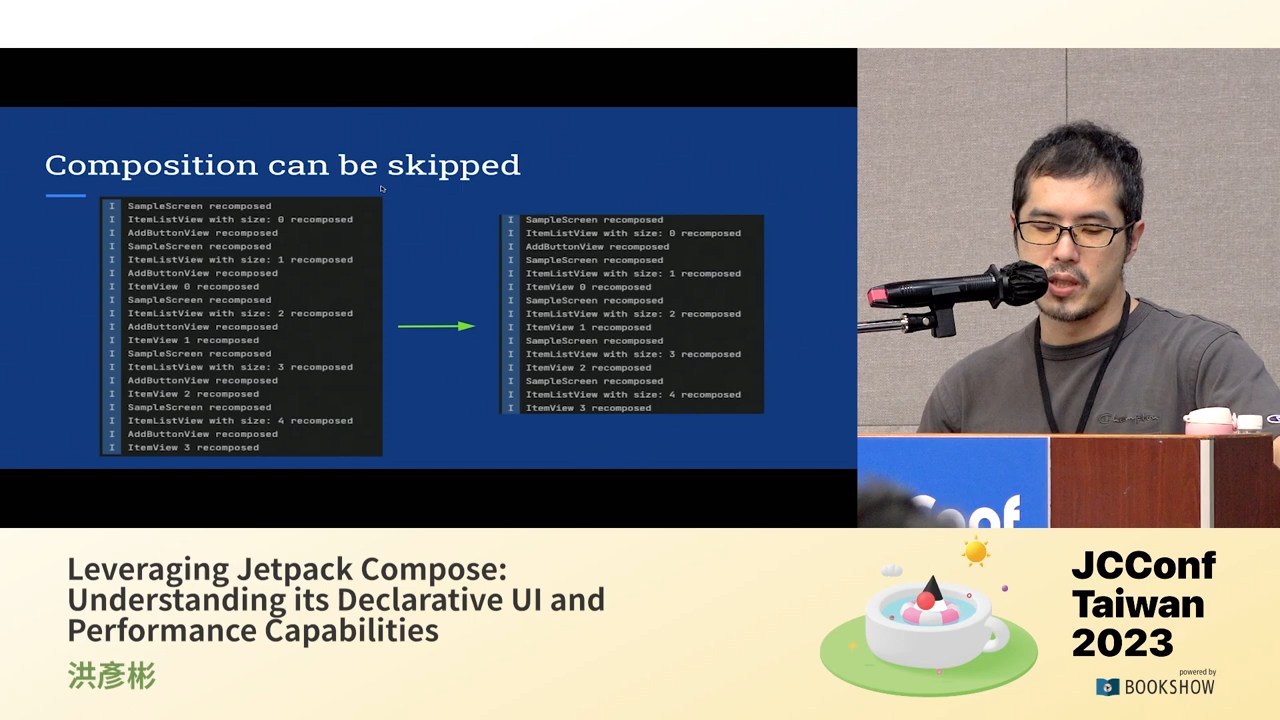 Composition can be skipped
I SampleScreen recomposed
I ItemListView with size: 0 recomposed
I AddButtonView recomposed
I SampleScreen recomposed
I ItemListView with size: 1 recomposed
I AddButtonView recomposed
I ItemView 0 recomposed
I SampleScreen recomposed
I ItemListView with size: 2 recomposed
I AddButtonView recomposed
I ItemView 1 recomposed
I SampleScreen recomposed
I ItemListView with size: 3 recomposed
I AddButtonView recomposed
I ItemView 2 recomposed
I SampleScreen recomposed
I ItemListView with size: 4 recomposed
I AddButtonView recomposed
I ItemView 3 recomposed
I SampleScreen recomposed
I ItemListView with size: 0 recomposed
I AddButtonView recomposed
I SampleScreen recomposed
I ItemListView with size: 1 recomposed
I ItemView 0 recomposed
I SampleScreen recomposed
I ItemListView with size: 2 recomposed
I ItemView 1 recomposed
I SampleScreen recomposed
I ItemListView with size: 3 recomposed
I ItemView 2 recomposed
I SampleScreen recomposed
I ItemListView with size: 4 recomposed
I ItemView 3 recomposed
Champion
Leveraging Jetpack Compose:
Understanding its Declarative UI and
Performance Capabilities
洪彥彬
JCConf
Taiwan
2023
powered by
BOOKSHOW